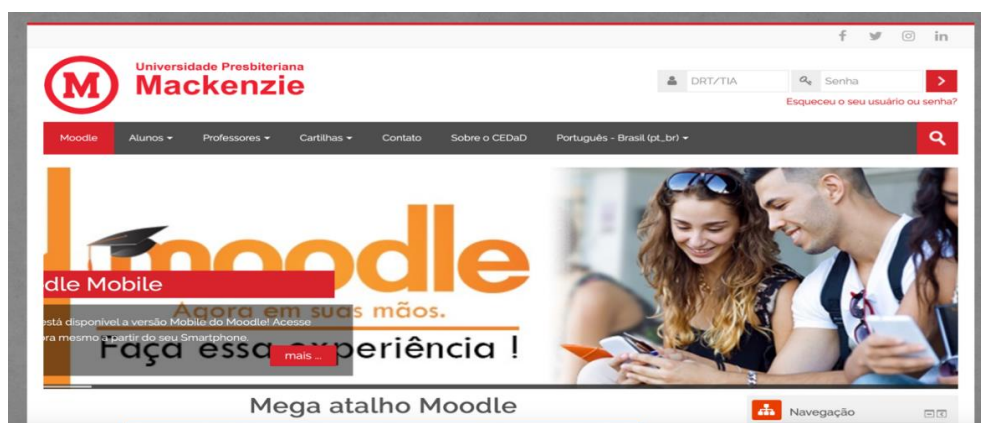 f in
Universidade Presbiteriana
Mackenzie
M
DRT/TIA Senha >
Esqueceu o seu usuário ou senha?
Moodle Alunos Professores Cartilhas Contato Sobre o CEDaD Português - Brasil (pt_br)
moodle
dle Mobile
Agora em suas mãos.
está disponível a versão Mobile do Moodle! Acesse
ora mesmo a partir do seu Smartphone.
Faça essa experiência !
mais ...
Mega atalho Moodle
Navegação